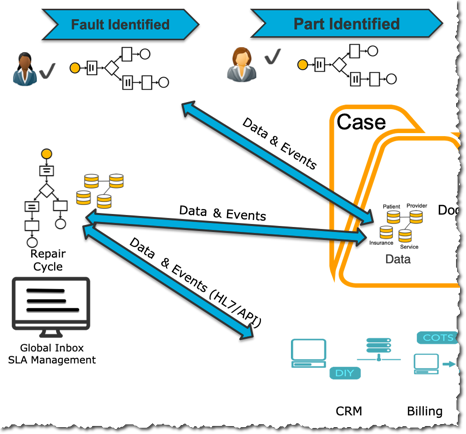 Fault Identified
Part Identified
Data & Events
Case
Patient
Provider
Doc
Insurance
Service
Data
Data & Events
Repair
Cycle
Data & Events (HL7/API)
Global Inbox
SLA Management
DIY
COTS
CRM
Billing